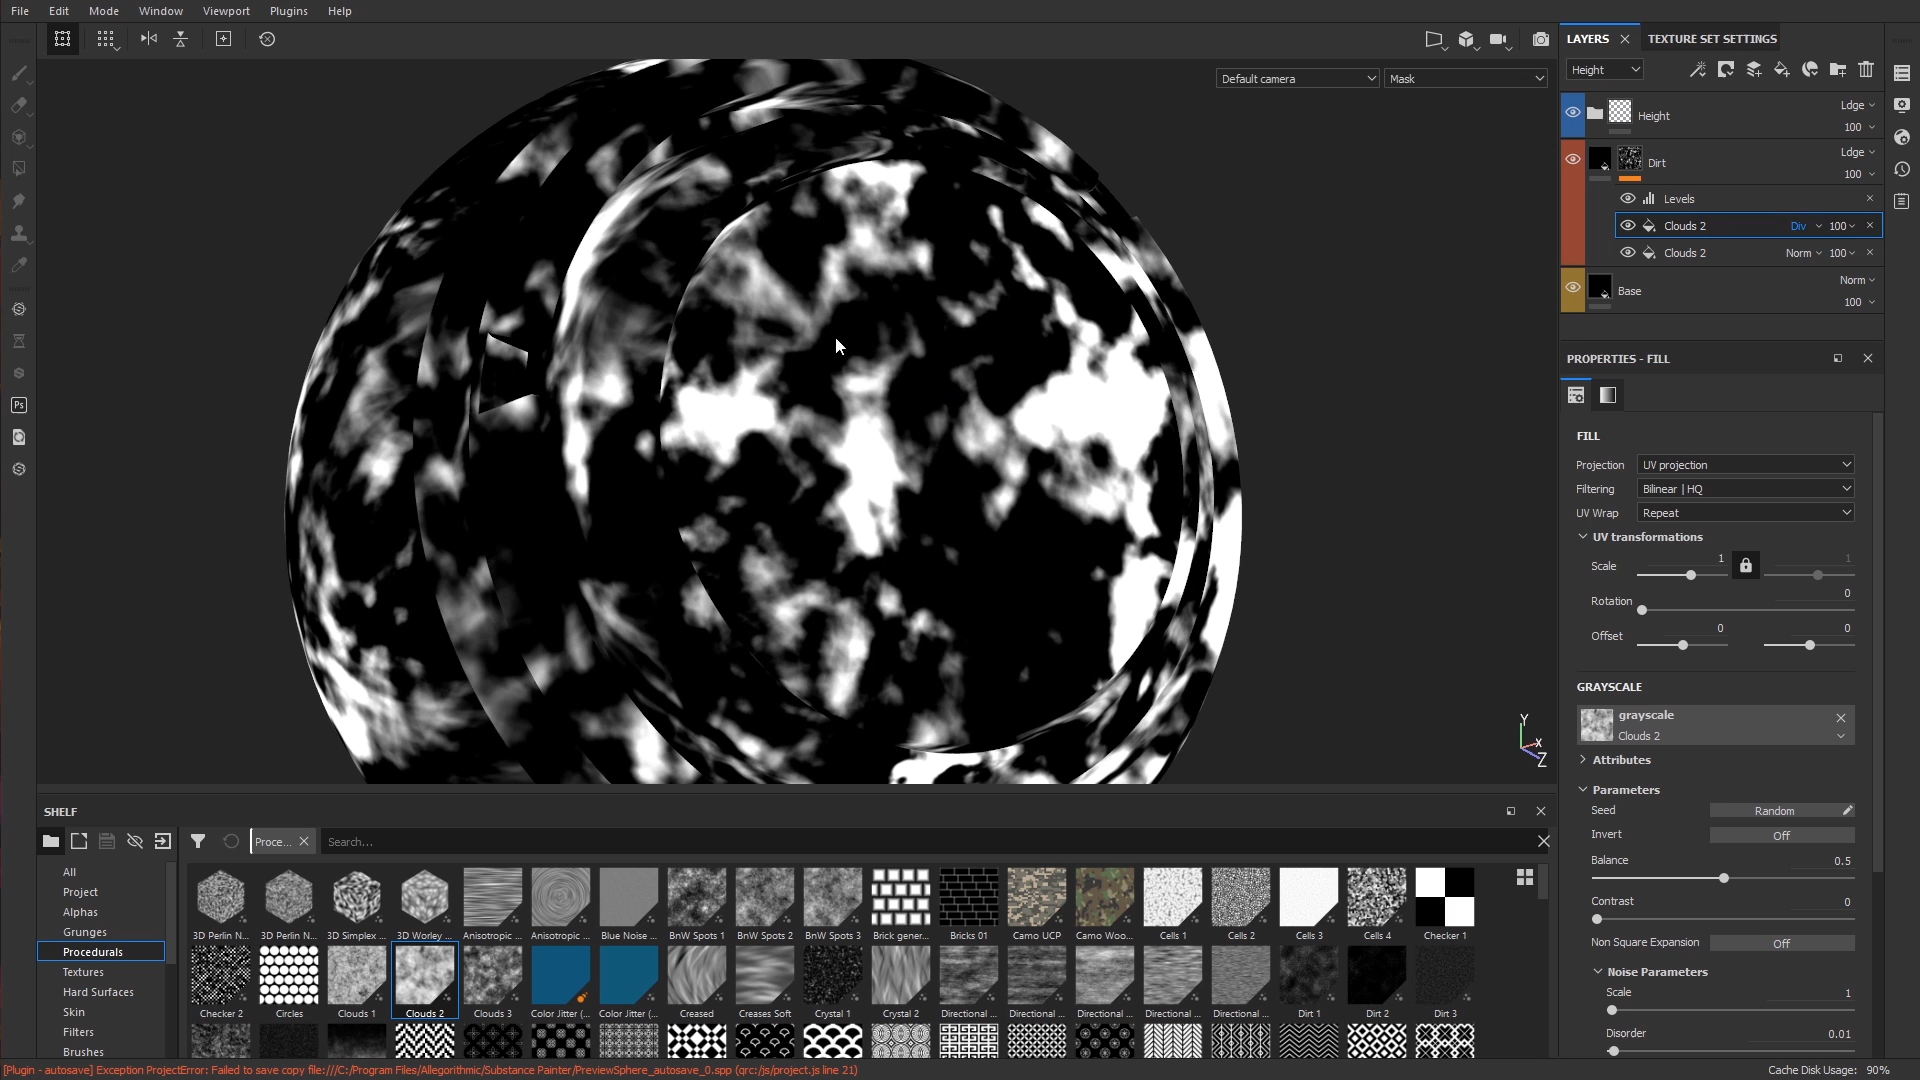 File Edit Mode Window Viewport Plugins Help
Default camera
Mask
LAYERS
TEXTURE SET SETTINGS
Height
Height
Ldge
100
Dirt
Ldge
100
Levels
Clouds 2 Div 100
Clouds 2 Norm 100
Base
Norm
100
PROPERTIES - FILL
FILL
Projection UV projection
Filtering Bilinear | HQ
UV Wrap Repeat
UV transformations
Scale 1 1
Rotation 0
Offset 0 0
GRAYSCALE
grayscale
Clouds 2
Attributes
Parameters
Seed Random
Invert Off
Balance 0.5
Contrast 0
Non Square Expansion Off
Noise Parameters
Scale 1
Disorder 0.01
Y
X
Z
Ps
SHELF
Proce...
Search...
All
Project
Alphas
Grunges
Procedurals
Textures
Hard Surfaces
Skin
Filters
Brushes
3D Perlin N... 3D Perlin N... 3D Simplex ... 3D Worley ... Anisotropic ... Anisotropic ... Blue Noise ... BnW Spots 1 BnW Spots 2 BnW Spots 3 Brick gener... Bricks 01 Camo UCP Camo Woo... Cells 1 Cells 2 Cells 3 Cells 4 Checker 1
Checker 2 Circles Clouds 1 Clouds 2 Clouds 3 Color Jitter (... Color Jitter (... Creased Creases Soft Crystal 1 Crystal 2 Directional ... Directional ... Directional ... Directional ... Directional ... Dirt 1 Dirt 2 Dirt 3
[Plugin - autosave] Exception ProjectError: Failed to save copy file:///C:/Program Files/Allegorithmic/Substance Painter/PreviewSphere_autosave_0.spp (qrc:/js/project.js line 21)
Cache Disk Usage: 90%